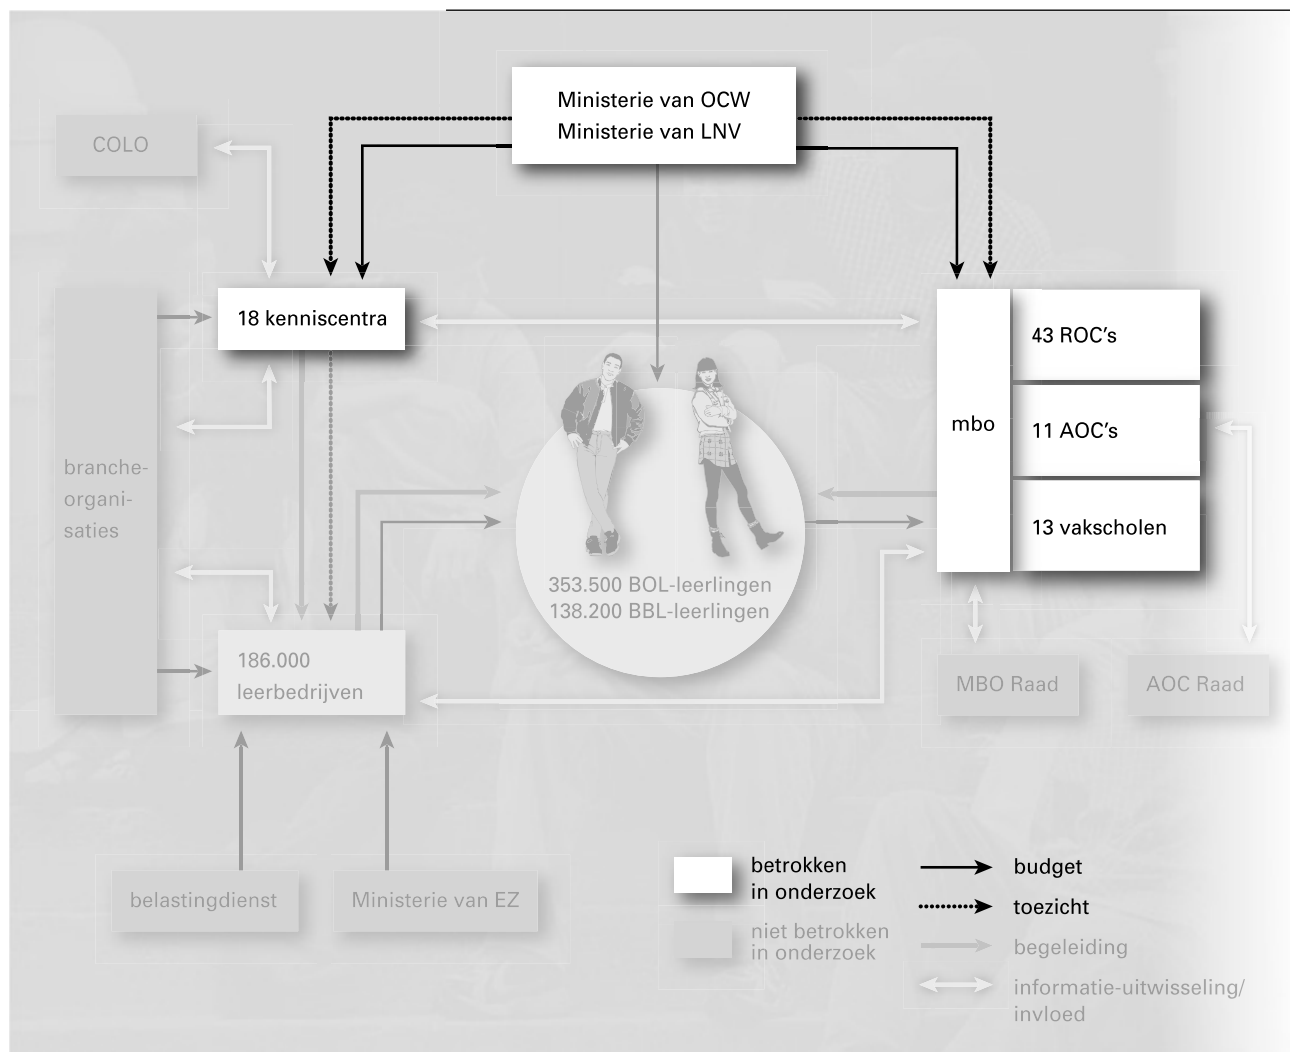 Ministerie van OCW
Ministerie van LNV
COLO
18 kenniscentra
43 ROC's
mbo
11 AOC's
13 vakscholen
branche-
organi-
saties
353.500 BOL-leerlingen
138.200 BBL-leerlingen
186.000
leerbedrijven
MBO Raad
AOC Raad
belastingdienst
Ministerie van EZ
betrokken
in onderzoek
niet betrokken
in onderzoek
budget
toezicht
begeleiding
informatie-uitwisseling/
invloed